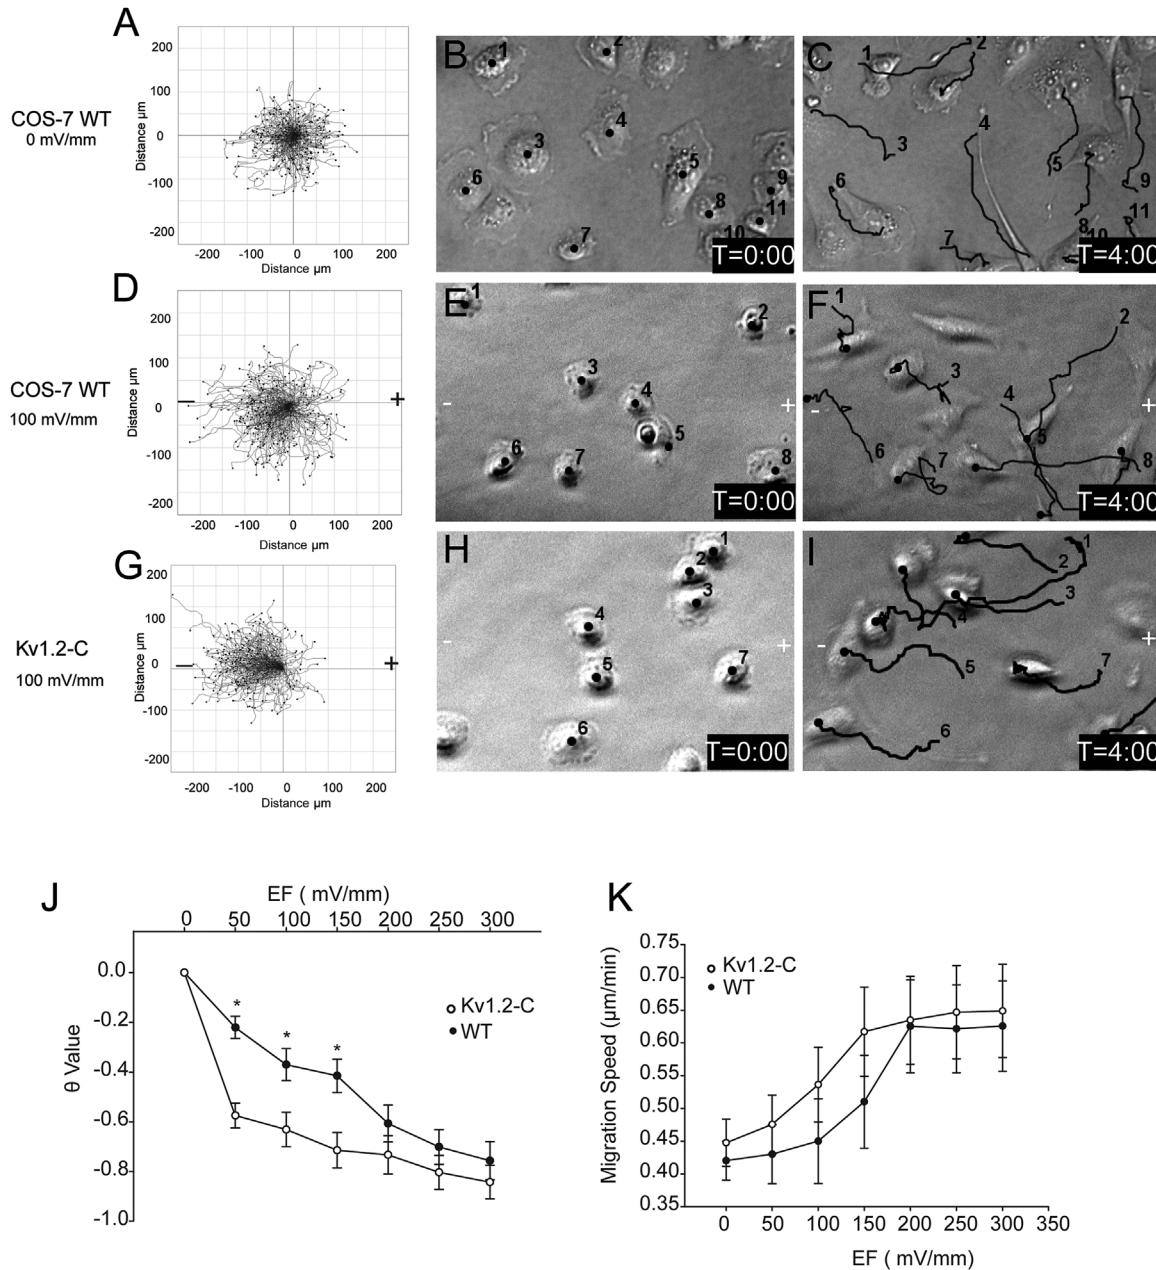 A
COS-7 WT
0 mV/mm
Distance µm
200
100
0
-100
-200
-200 -100 0 100 200
Distance µm
B
1
2
3
4
5
6
7
8
9
10
11
T=0:00
C
1
2
3
4
5
6
7
7
8
9
10
11
T=4:00
D
COS-7 WT
100 mV/mm
Distance µm
200
100
0
-100
-200
— +
-200 -100 0 100 200
Distance µm
E
1
2
3
4
5
6
7
8
- +
T=0:00
F
1
2
3
4
5
6
7
8
- +
T=4:00
G
Kv1.2-C
100 mV/mm
Distance µm
200
100
0
-100
-200
— +
-200 -100 0 100 200
Distance µm
H
1
2
3
4
5
6
7
- +
T=0:00
I
1
2
3
4
5
6
7
- +
T=4:00
J
EF ( mV/mm)
0 50 100 150 200 250 300
θ Value
0.0
-0.2
-0.4
-0.6
-0.8
-1.0
* * *
Kv1.2-C
WT
K
Migration Speed (µm/min)
0.75
0.70
0.65
0.60
0.55
0.50
0.45
0.40
0.35
Kv1.2-C
WT
0 50 100 150 200 250 300 350
EF ( mV/mm)